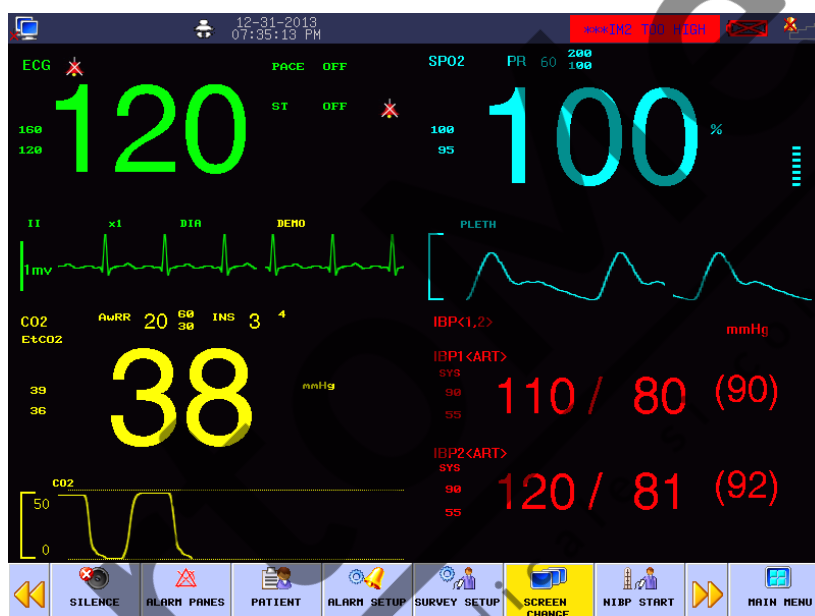 12-31-2013
07:35:13 PM
***IM2 TOO HIGH
ECG
PACE OFF
120
ST OFF
160
120
SPO2 PR 60 200
100
100 %
100
95
II x1 DIA DEMO
1mv
PLETH
CO2 AwRR 20 60
30 INS 3 4
EtCO2
38 mmHg
39
36
IBP<1,2>
mmHg
IBP1<ART>
SYS
90
55
110 / 80 (90)
IBP2<ART>
SYS
90
55
120 / 81 (92)
CO2
50
0
SILENCE
ALARM PANES
PATIENT
ALARM SETUP
SURVEY SETUP
SCREEN
CHANGE
NIBP START
MAIN MENU